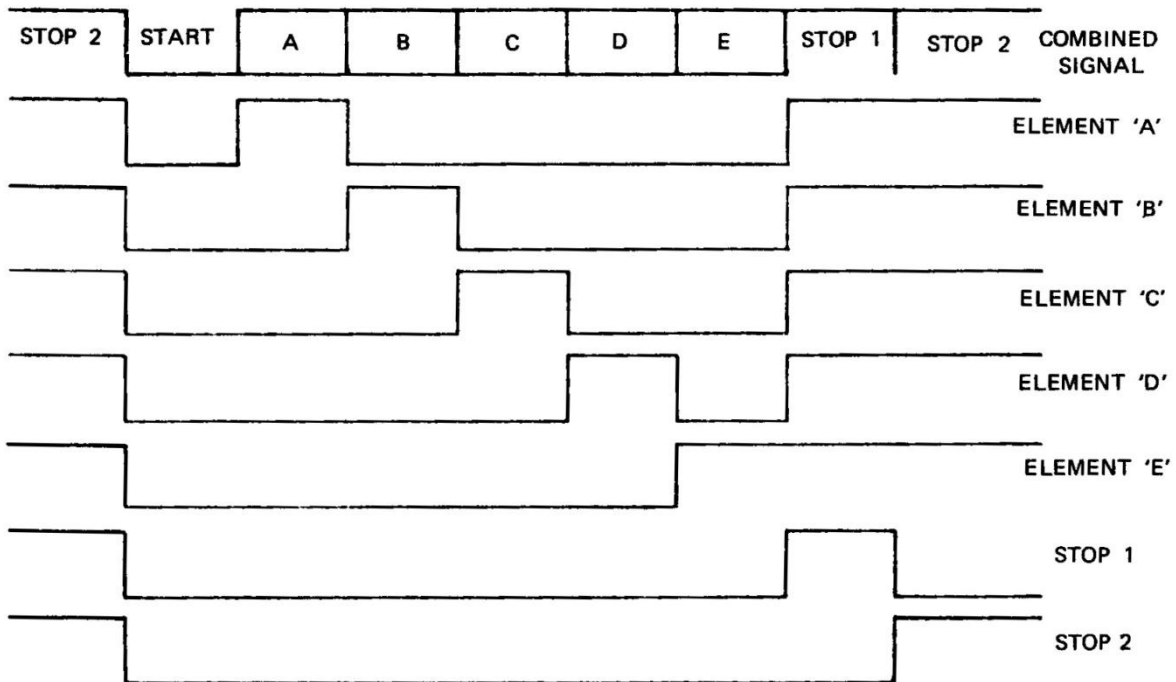 STOP 2 START A B C D E STOP 1 STOP 2 COMBINED
SIGNAL
ELEMENT 'A'
ELEMENT 'B'
ELEMENT 'C'
ELEMENT 'D'
ELEMENT 'E'
STOP 1
STOP 2